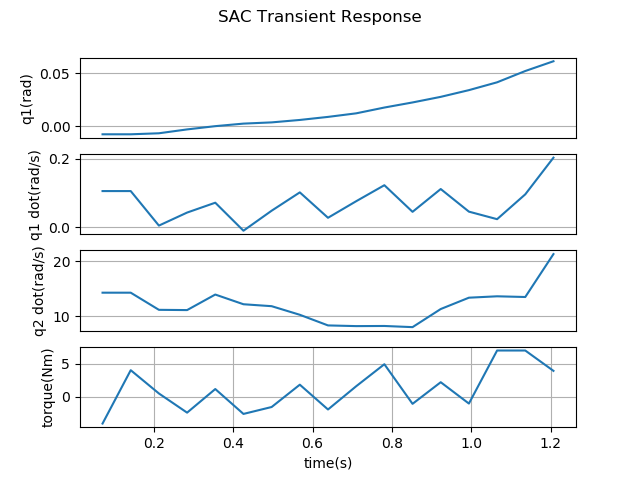 SAC Transient Response
q1(rad)
0.05
0.00
q1 dot(rad/s)
0.2
0.0
q2 dot(rad/s)
20
10
torque(Nm)
5
0
0.2 0.4 0.6 0.8 1.0 1.2
time(s)